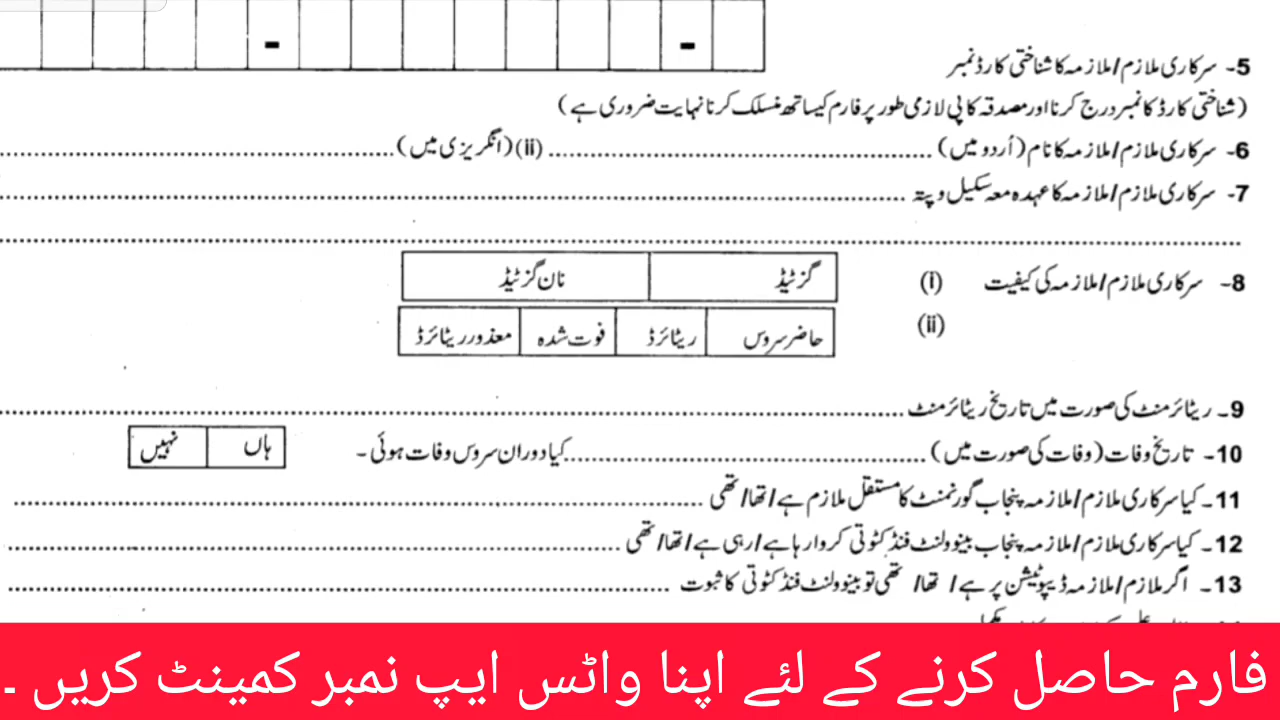 5- سرکاری ملازم/ملازمہ کا شناختی کارڈ نمبر - -
(شناختی کارڈ کا نمبر درج کرنا اور مصدقہ کاپی لازمی طور پر فارم کیساتھ منسلک کرنا نہایت ضروری ہے)
6- سرکاری ملازم/ملازمہ کا نام (اُردو میں)........................(ii)(انگریزی میں)........................
7- سرکاری ملازم/ملازمہ کا عہدہ معہ سکیل و پتہ ........................
........................
8- سرکاری ملازم/ملازمہ کی کیفیت (i) گزٹیڈ نان گزٹیڈ
(ii) حاضر سروس ریٹائرڈ فوت شدہ معذور ریٹائرڈ
9۔ ریٹائرمنٹ کی صورت میں تاریخ ریٹائرمنٹ ........................
10- تاریخ وفات (وفات کی صورت میں)........................کیا دوران سروس وفات ہوئی - ہاں نہیں
11۔ کیا سرکاری ملازم/ملازمہ پنجاب گورنمنٹ کا مستقل ملازم ہے/تھا/تھی ........................
12۔ کیا سرکاری ملازم/ملازمہ پنجاب بینوولنٹ فنڈ کٹوتی کروا رہا ہے/رہی ہے/تھا/تھی ........................
13۔ اگر ملازم/ملازمہ ڈیپوٹیشن پر ہے/ تھا/ تھی تو بینوولنٹ فنڈ کٹوتی کا ثبوت ........................
فارم حاصل کرنے کے لئے اپنا واٹس ایپ نمبر کمینٹ کریں ۔